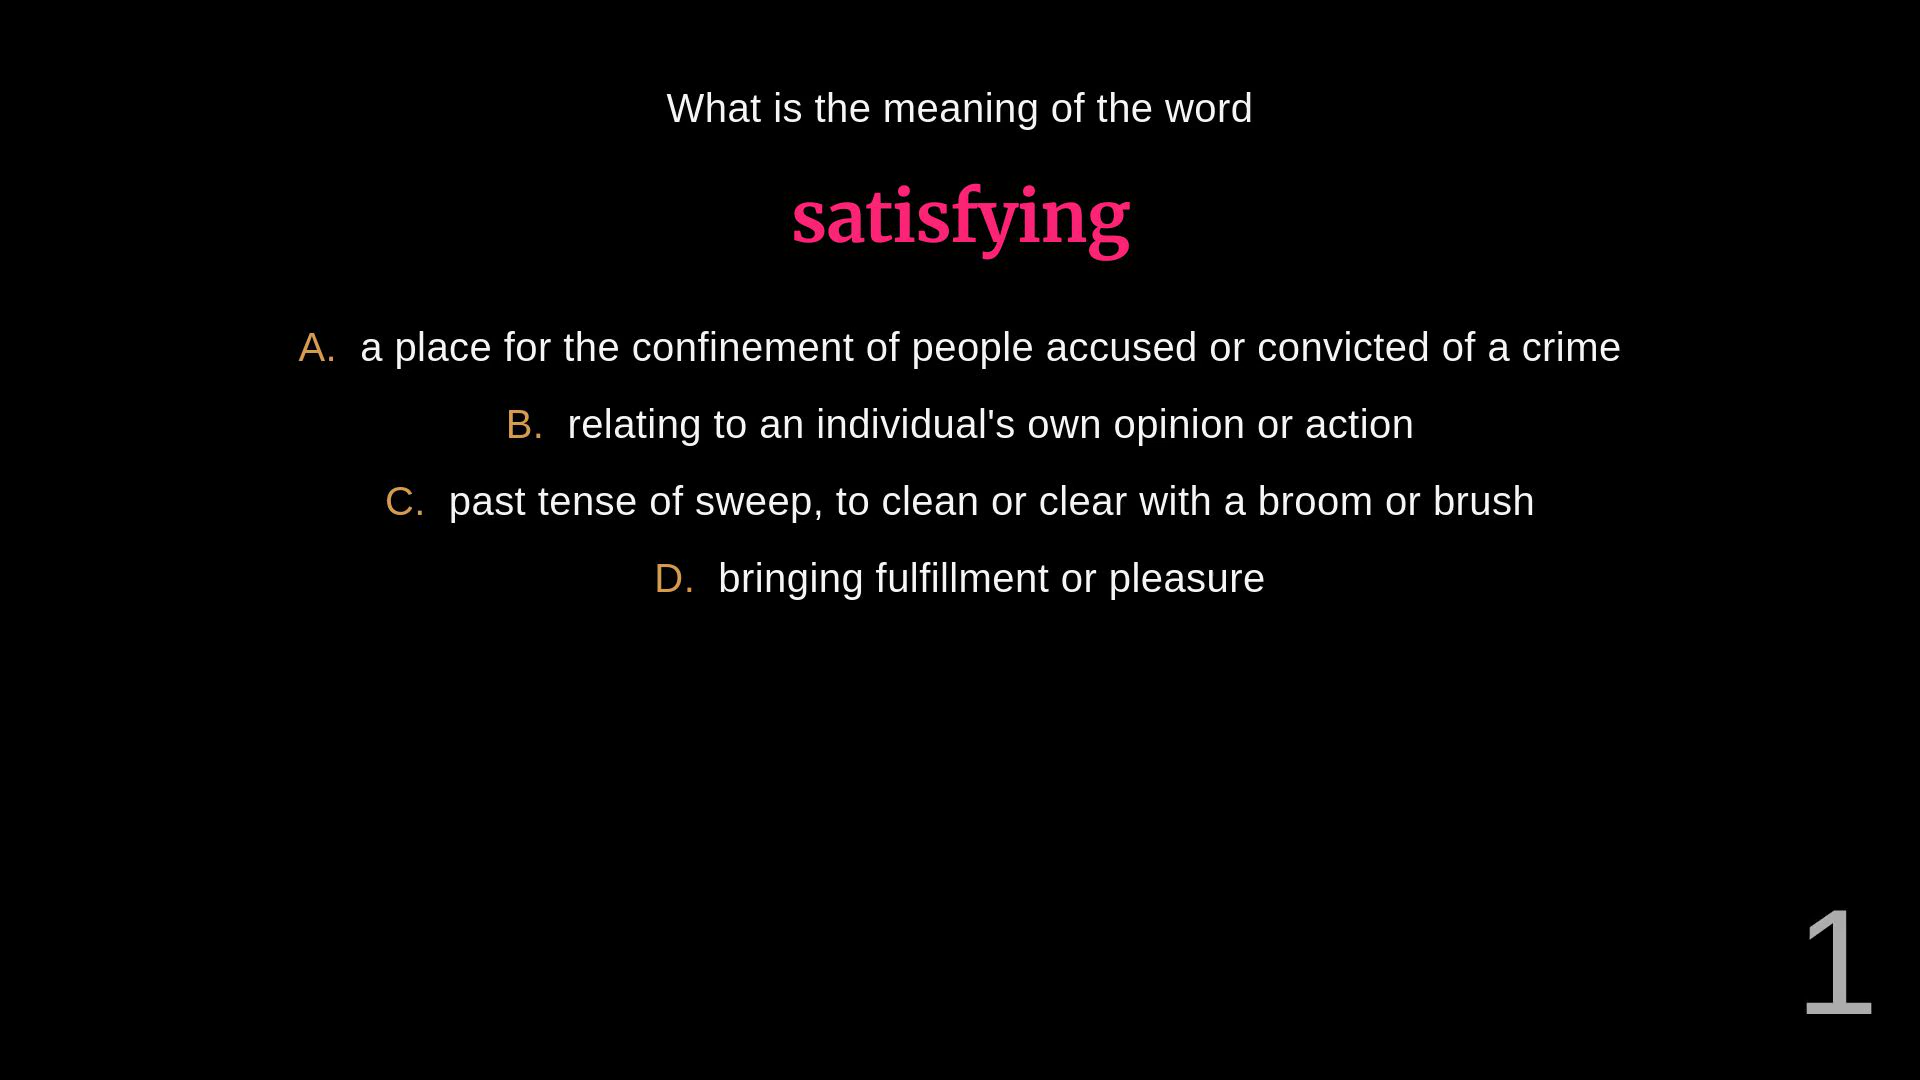 What is the meaning of the word
satisfying
A. a place for the confinement of people accused or convicted of a crime
B. relating to an individual's own opinion or action
C. past tense of sweep, to clean or clear with a broom or brush
D. bringing fulfillment or pleasure
1